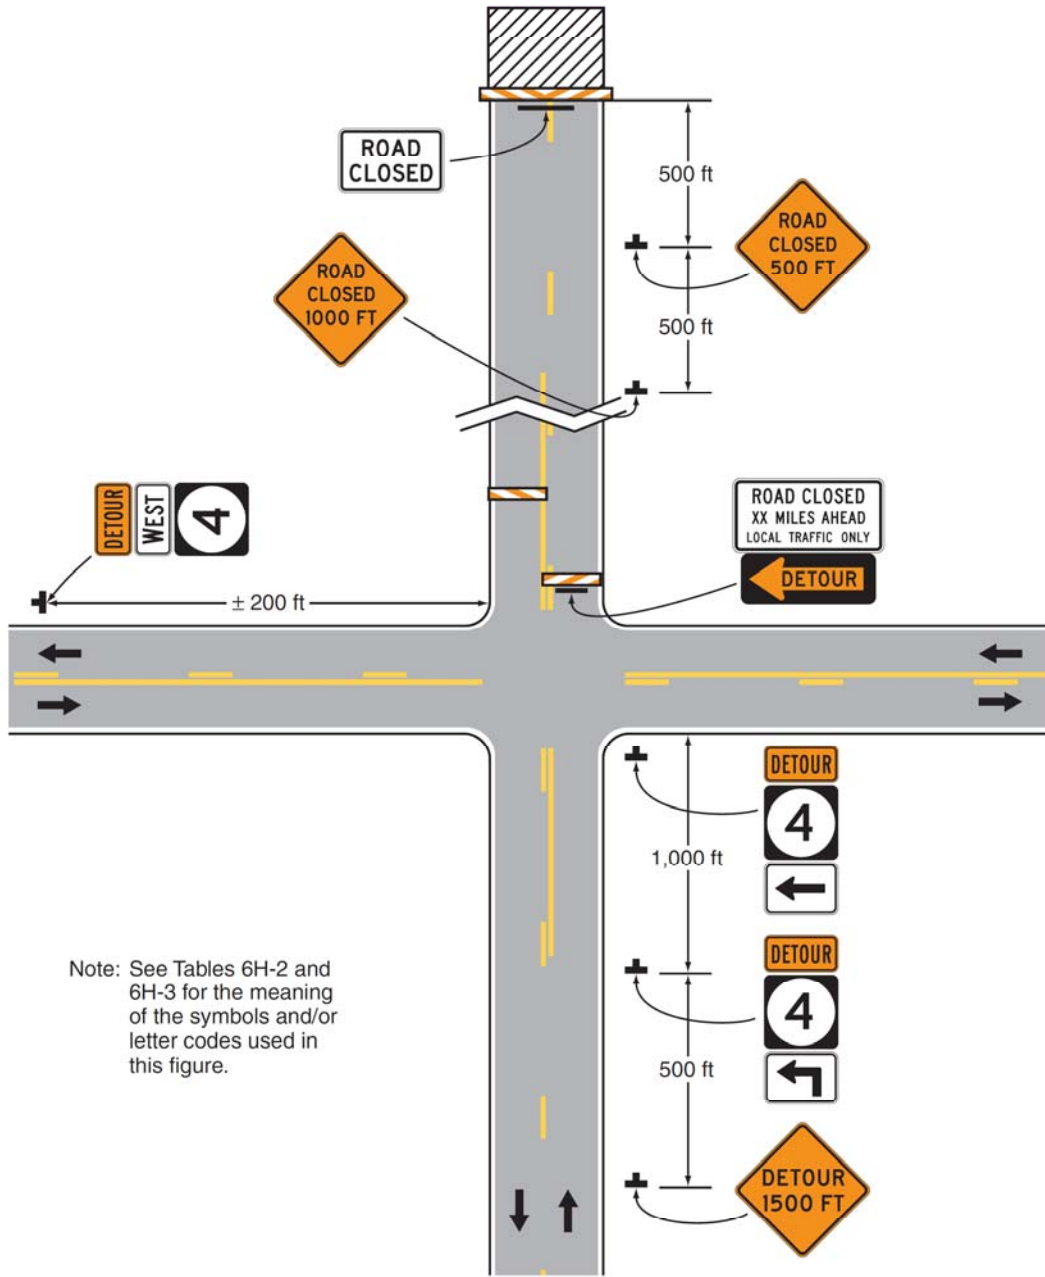 ROAD
CLOSED
500 ft
ROAD
CLOSED
500 FT
ROAD
CLOSED
1000 FT
500 ft
DETOUR
WEST
4
ROAD CLOSED
XX MILES AHEAD
LOCAL TRAFFIC ONLY
DETOUR
± 200 ft
DETOUR
4
1,000 ft
DETOUR
4
Note: See Tables 6H-2 and
6H-3 for the meaning
of the symbols and/or
letter codes used in
this figure.
500 ft
DETOUR
1500 FT